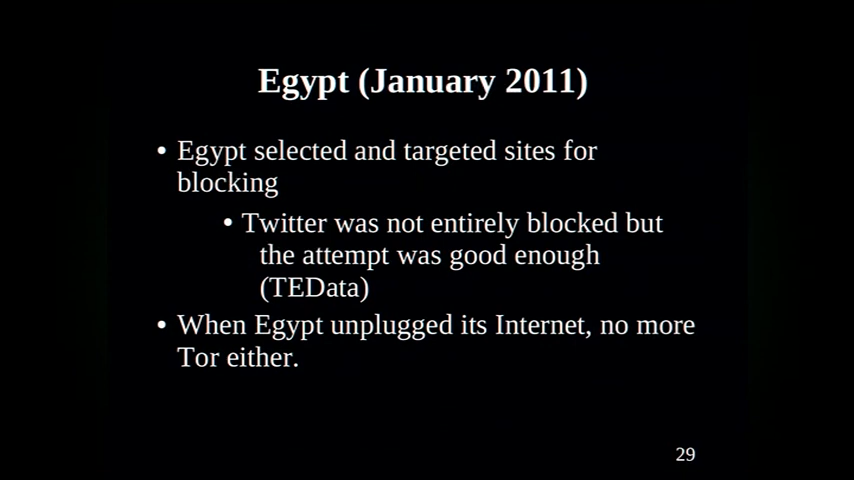 Egypt (January 2011)
• Egypt selected and targeted sites for
blocking
• Twitter was not entirely blocked but
the attempt was good enough
(TEData)
• When Egypt unplugged its Internet, no more
Tor either.
29